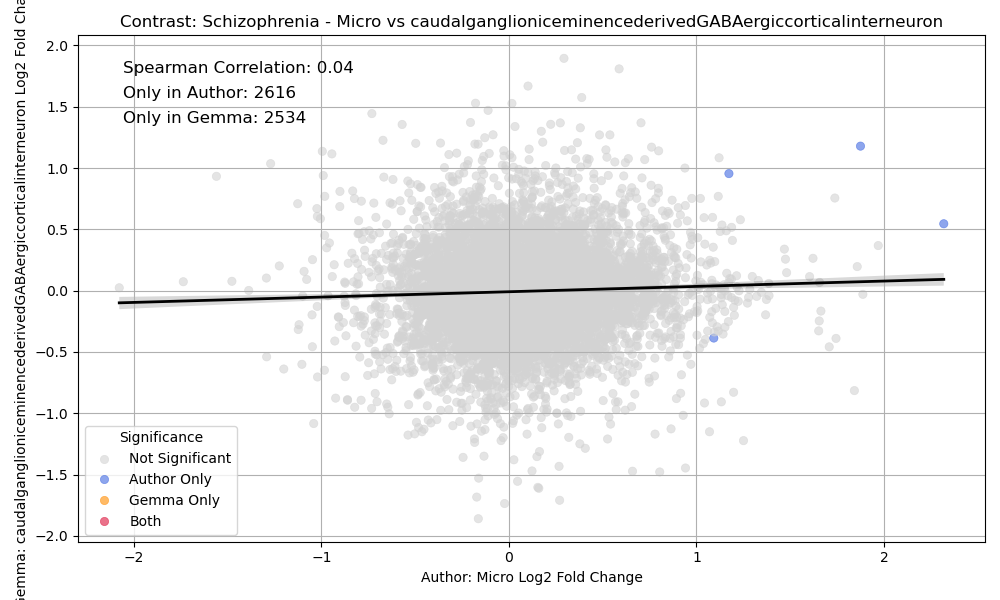 Contrast: Schizophrenia - Micro vs caudalganglioniceminencederivedGABAergiccorticalinterneuron
Spearman Correlation: 0.04
Only in Author: 2616
Only in Gemma: 2534
2.0
1.5
1.0
0.5
0.0
−0.5
−1.0
−1.5
−2.0
Significance
Not Significant
Author Only
Gemma Only
Both
−2
−1
0
1
2
Author: Micro Log2 Fold Change
caudalganglioniceminencederivedGABAergiccorticalinterneuron Log2 Fold